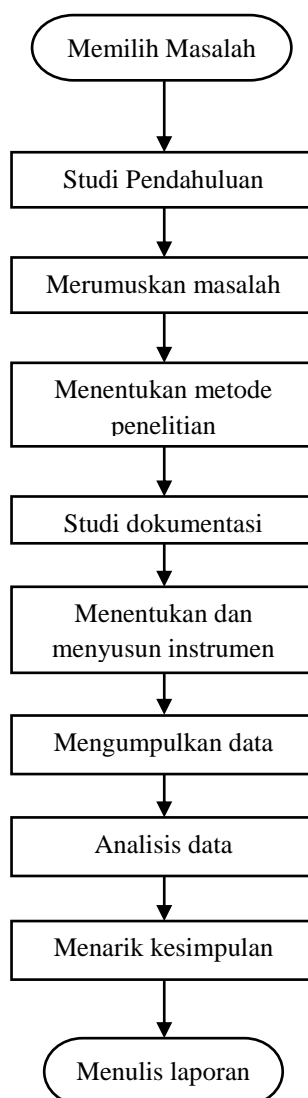 Memilih Masalah
Studi Pendahuluan
Merumuskan masalah
Menentukan metode
penelitian
Studi dokumentasi
Menentukan dan
menyusun instrumen
Mengumpulkan data
Analisis data
Menarik kesimpulan
Menulis laporan